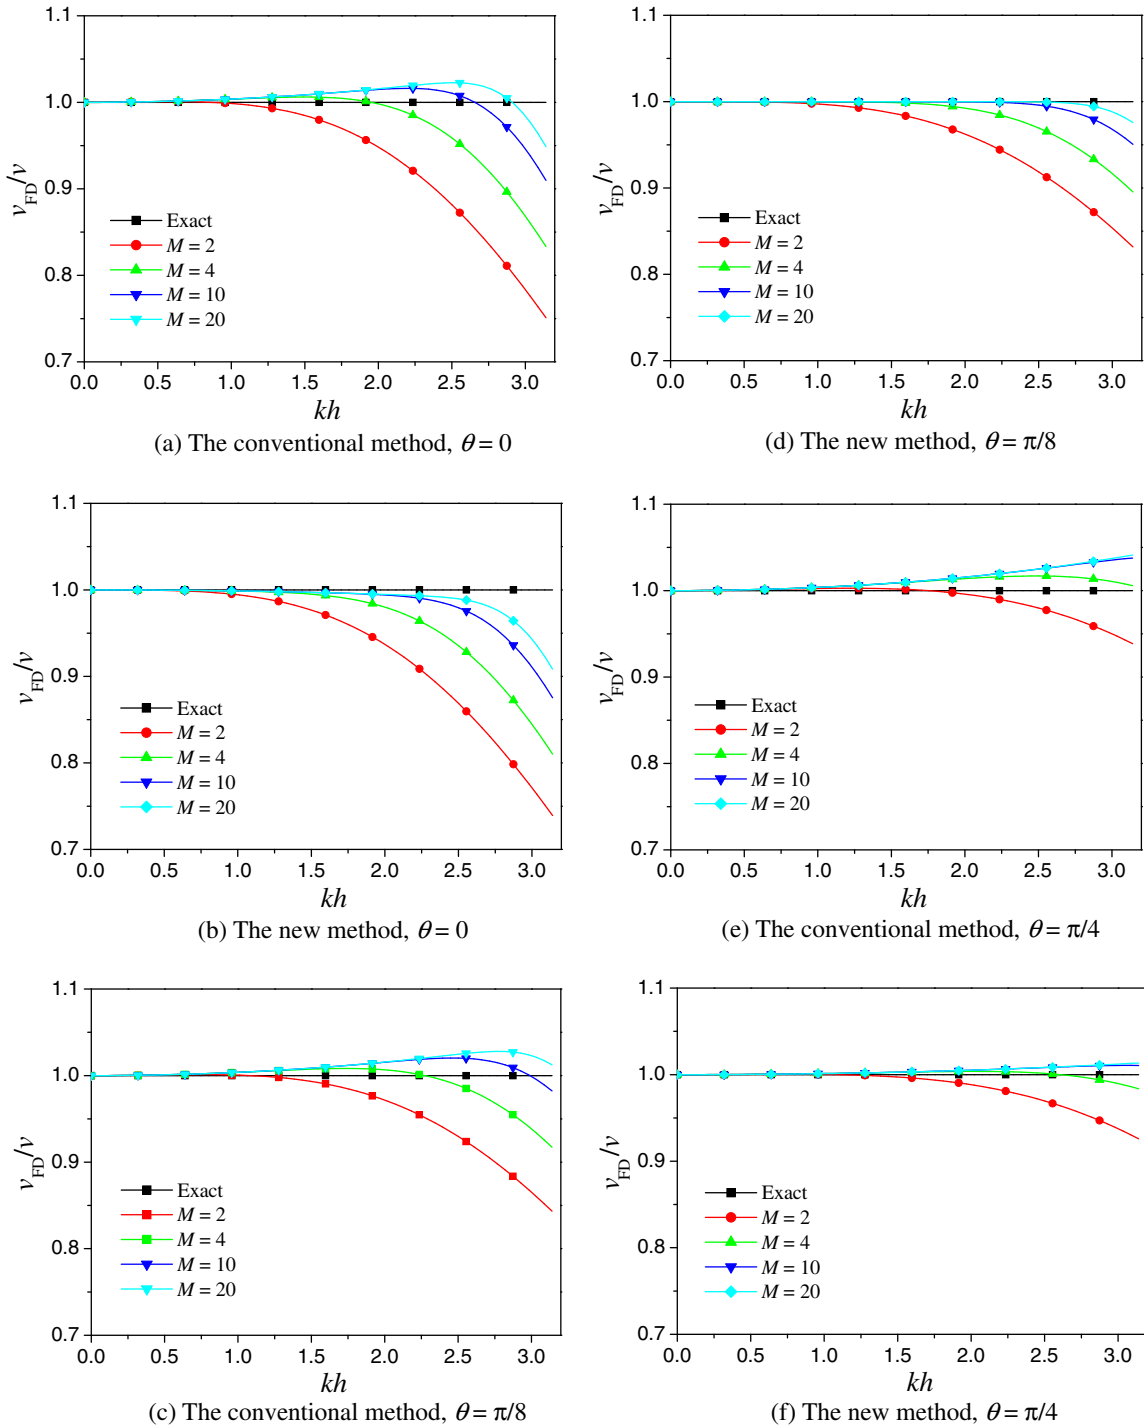 1.1
1.0
0.9
0.8
0.7
v_FD/v
Exact
M = 2
M = 4
M = 10
M = 20
0.0 0.5 1.0 1.5 2.0 2.5 3.0
kh
(a) The conventional method, θ = 0
1.1
1.0
0.9
0.8
0.7
v_FD/v
Exact
M = 2
M = 4
M = 10
M = 20
0.0 0.5 1.0 1.5 2.0 2.5 3.0
kh
(d) The new method, θ = π/8
1.1
1.0
0.9
0.8
0.7
v_FD/v
Exact
M = 2
M = 4
M = 10
M = 20
0.0 0.5 1.0 1.5 2.0 2.5 3.0
kh
(b) The new method, θ = 0
1.1
1.0
0.9
0.8
0.7
v_FD/v
Exact
M = 2
M = 4
M = 10
M = 20
0.0 0.5 1.0 1.5 2.0 2.5 3.0
kh
(e) The conventional method, θ = π/4
1.1
1.0
0.9
0.8
0.7
v_FD/v
Exact
M = 2
M = 4
M = 10
M = 20
0.0 0.5 1.0 1.5 2.0 2.5 3.0
kh
(c) The conventional method, θ = π/8
1.1
1.0
0.9
0.8
0.7
v_FD/v
Exact
M = 2
M = 4
M = 10
M = 20
0.0 0.5 1.0 1.5 2.0 2.5 3.0
kh
(f) The new method, θ = π/4